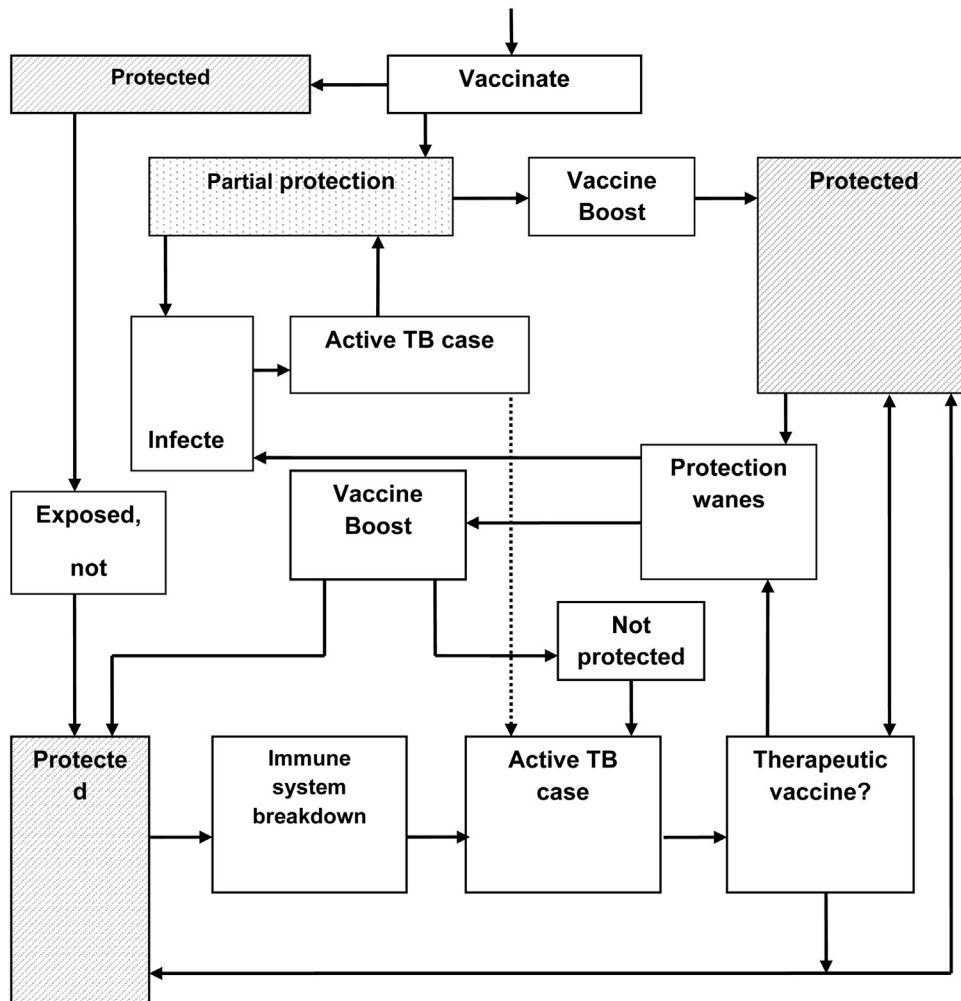 Protected
Vaccinate
Partial protection
Vaccine
Boost
Protected
Active TB case
Infecte
Protection
wanes
Vaccine
Boost
Exposed,
not
Not
protected
Protecte
d
Immune
system
breakdown
Active TB
case
Therapeutic
vaccine?